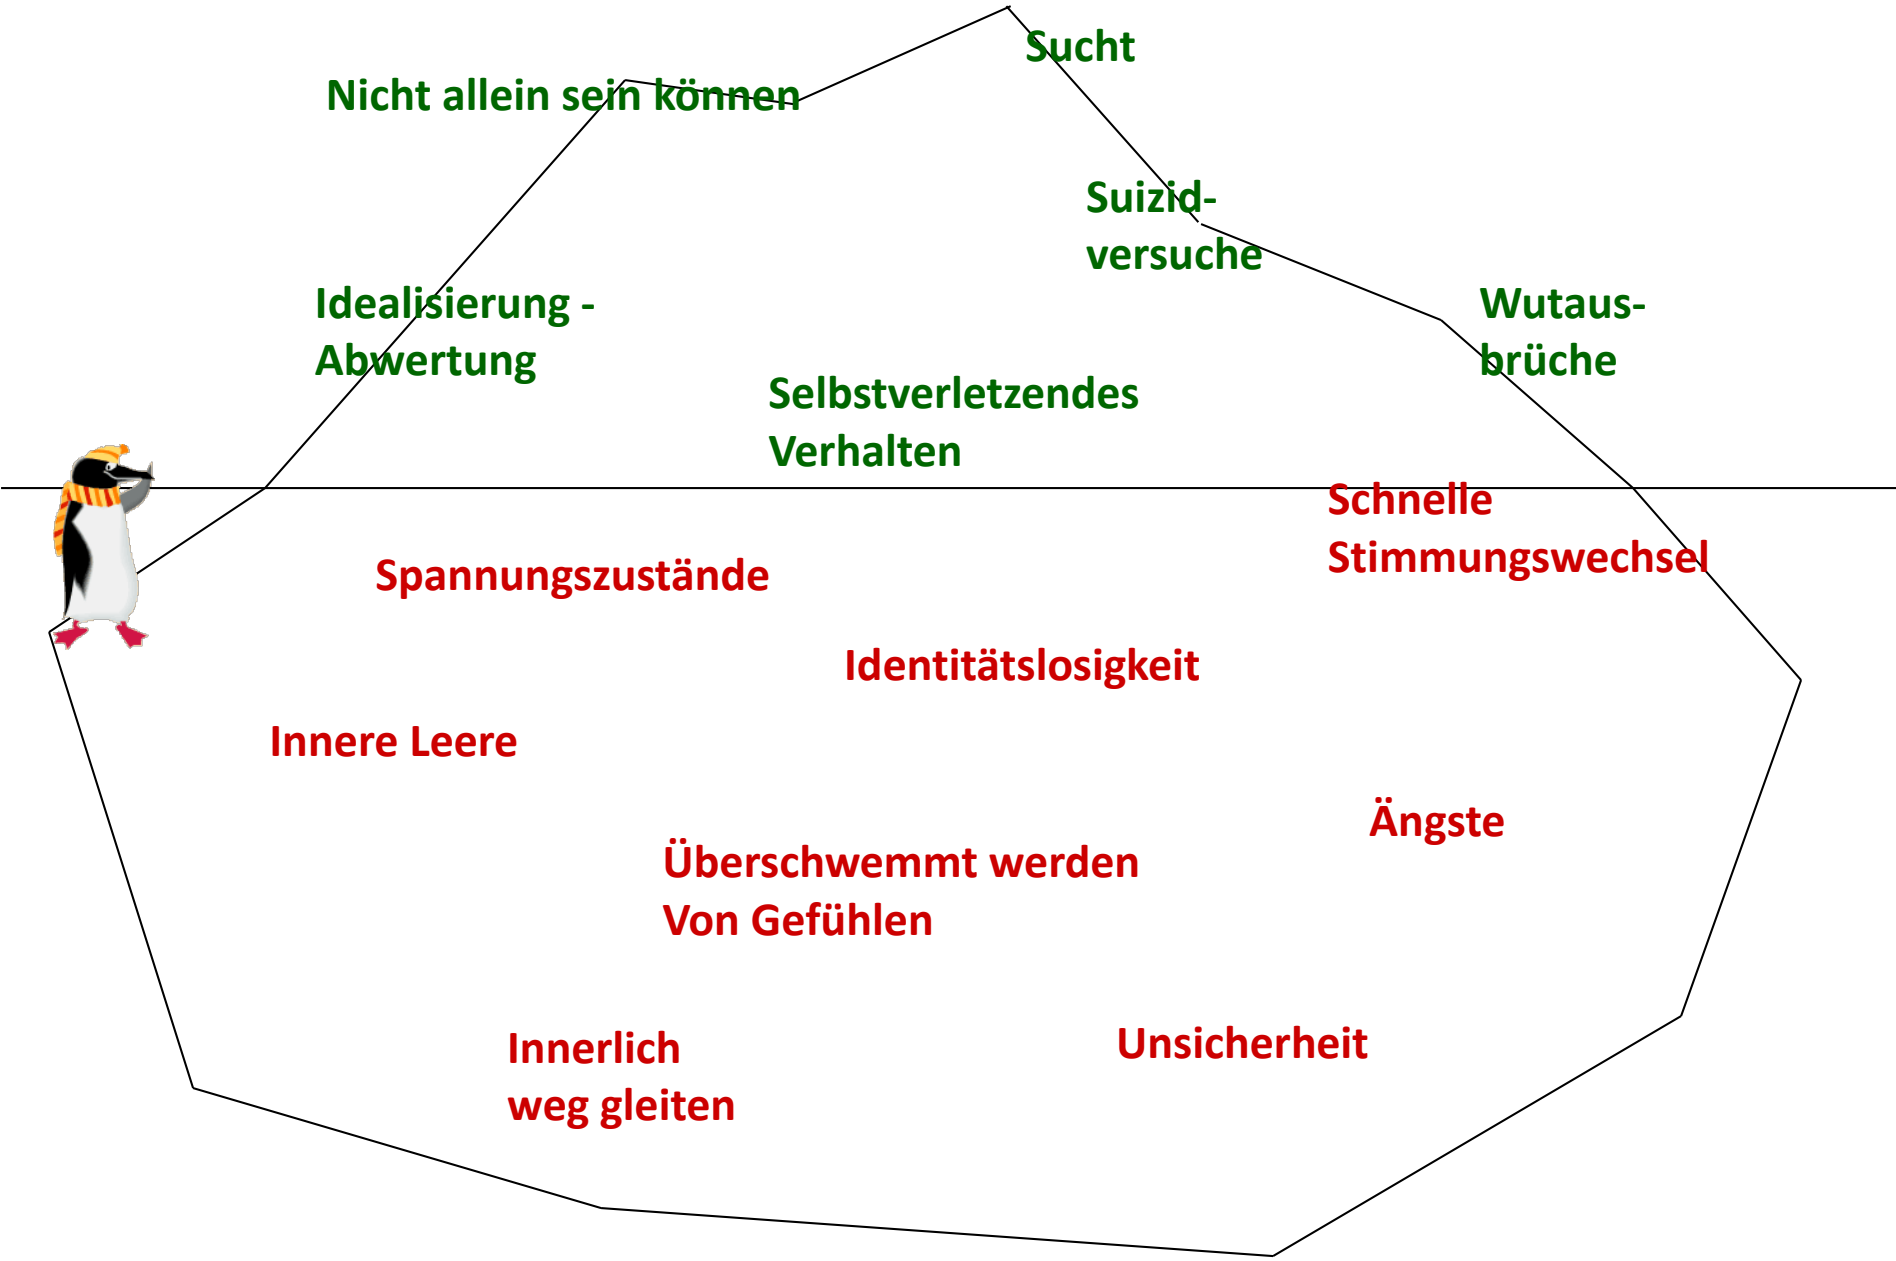 Sucht
Nicht allein sein können
Suizid-
versuche
Idealisierung -
Abwertung
Wutaus-
brüche
Selbstverletzendes
Verhalten
Schnelle
Stimmungswechsel
Spannungszustände
Identitätslosigkeit
Innere Leere
Ängste
Überschwemmt werden
Von Gefühlen
Innerlich
weg gleiten
Unsicherheit